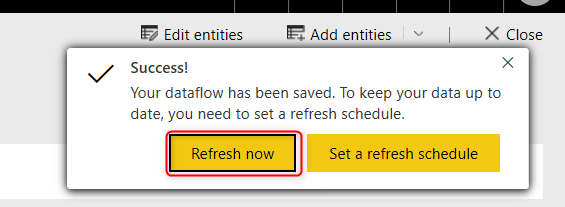 Edit entities Add entities Close
Success!
Your dataflow has been saved. To keep your data up to
date, you need to set a refresh schedule.
Refresh now Set a refresh schedule